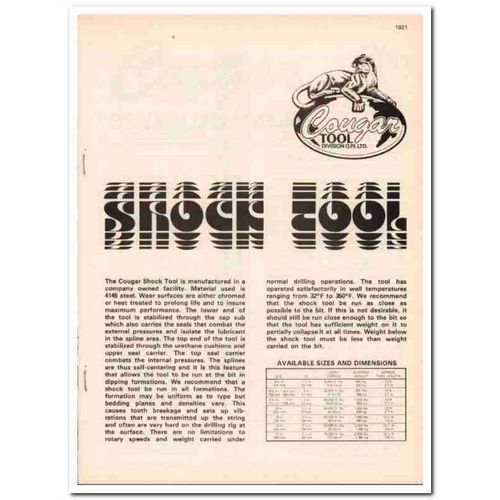 1921
Cougar
TOOL
DIVISION O.P.I. LTD.
SHOCK TOOL
The Cougar Shock Tool is manufactured in a
company owned facility. Material used is
4145 steel. Wear surfaces are either chromed
or heat treated to prolong life and to insure
maximum performance. The lower end of
the tool is stabilized through the cap sub
which also carries the seals that combat the
external pressures and isolate the lubricant
in the spline area. The top end of the tool is
stabilized through the urethane cushions and
upper seal carrier. The top seal carrier
combats the internal pressures. The splines
are thus self-centering and it is this feature
that allows the tool to be run at the bit in
dipping formations. We recommend that a
shock tool be run in all formations. The
formation may be uniform as to type but
bedding planes and densities vary. This
causes tooth breakage and sets up vib-
rations that are transmitted up the string
and often are very hard on the drilling rig at
the surface. There are no limitations to
rotary speeds and weight carried under
normal drilling operations. The tool has
operated satisfactorily in well temperatures
ranging from 32°F to 350°F. We recommend
that the shock tool be run as close as
possible to the bit. If this is not desirable, it
should still be run close enough to the bit so
that the tool has sufficient weight on it to
partially collapse it at all times. Weight below
the shock tool must be less than weight
carried on the bit.
AVAILABLE SIZES AND DIMENSIONS